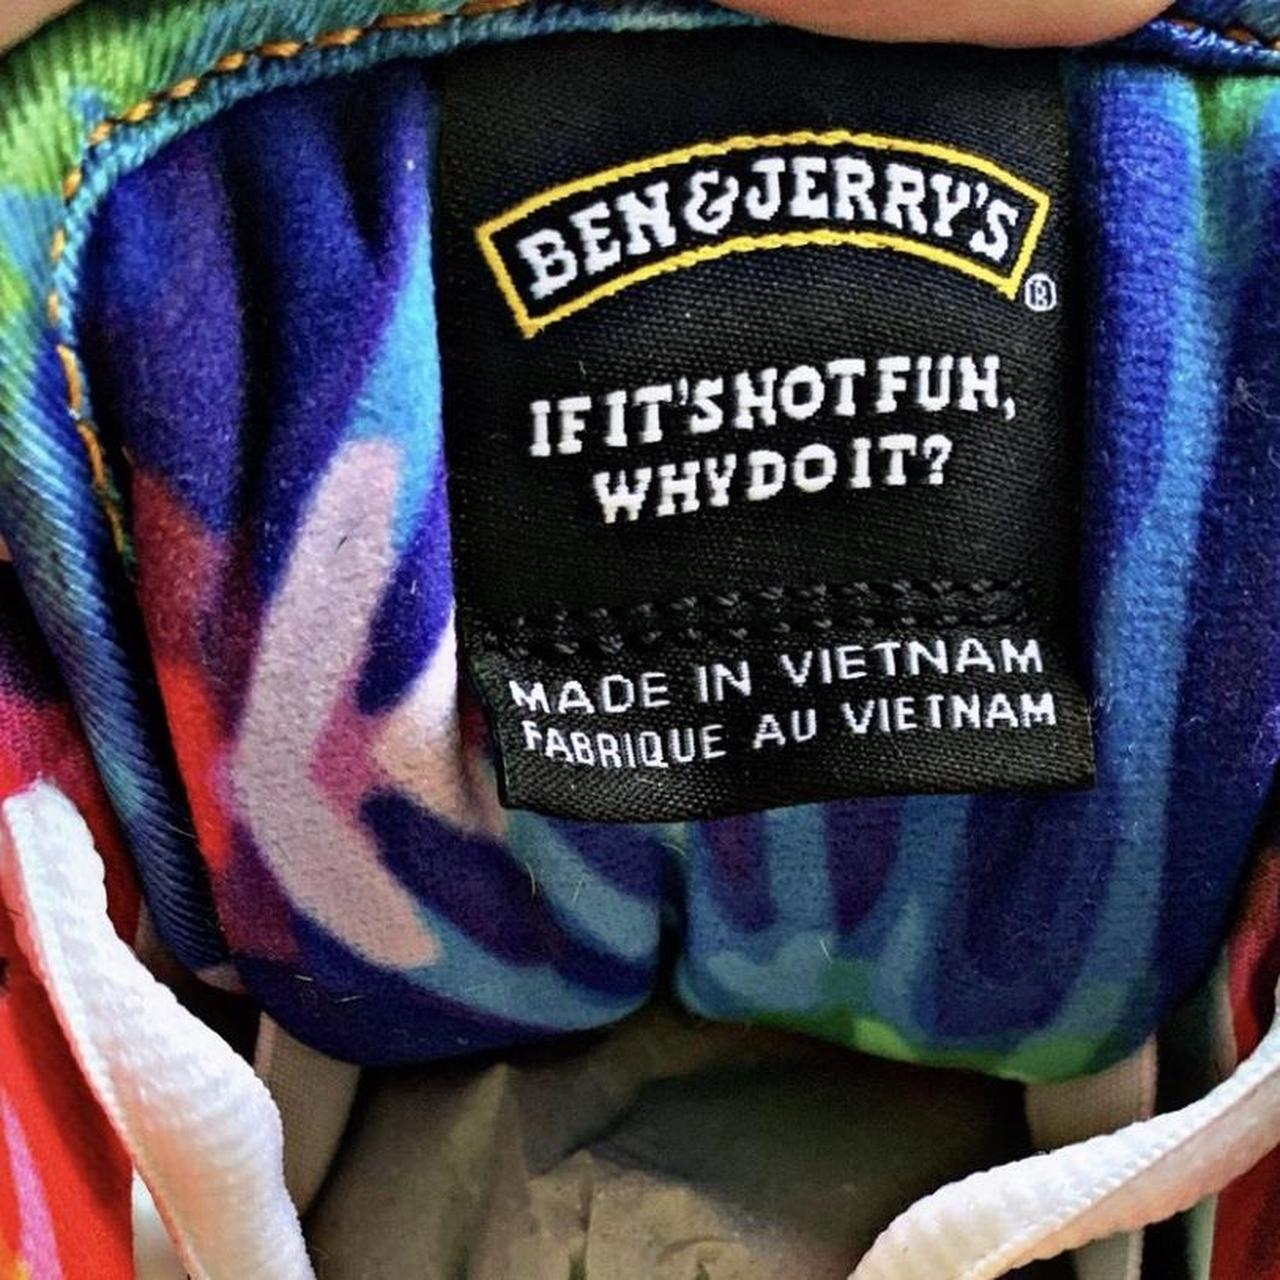 BEN & JERRY'S ®
IF IT'S NOT FUN,
WHY DO IT?
MADE IN VIETNAM
FABRIQUE AU VIETNAM